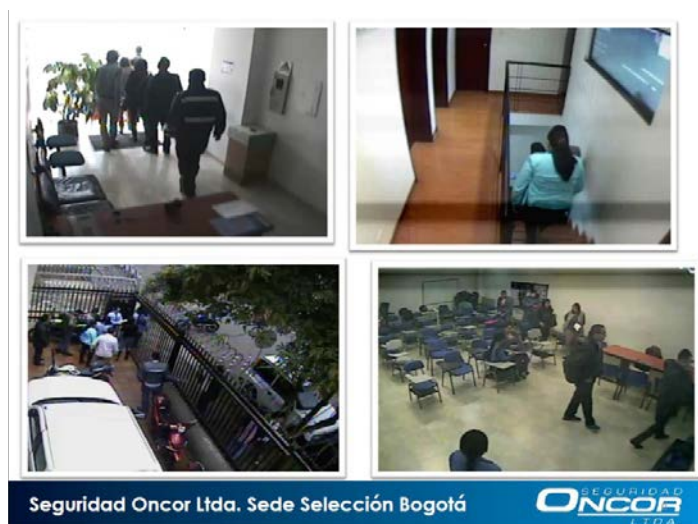 Seguridad Oncor Ltda. Sede Selección Bogotá
SEGURIDAD
ONCOR
LTDA